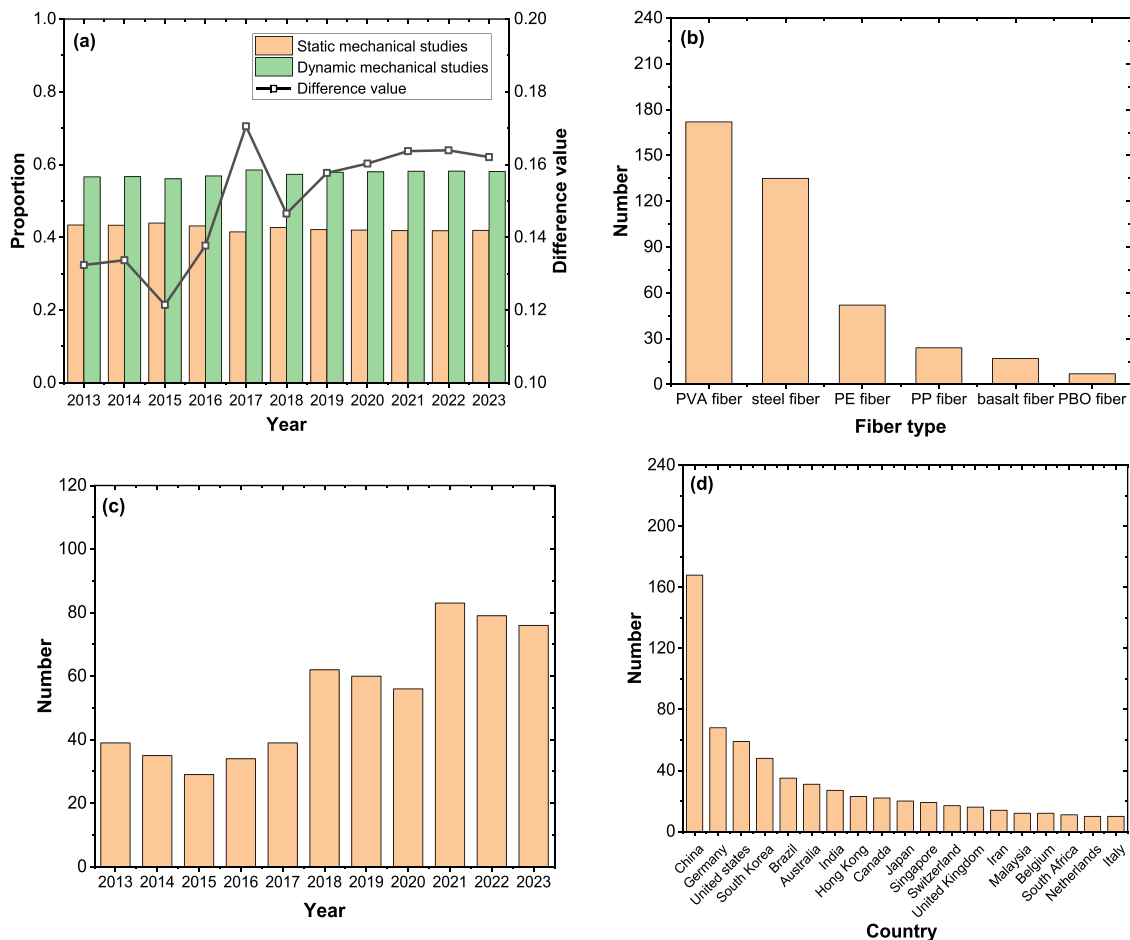 (a)
Static mechanical studies
Dynamic mechanical studies
Difference value
1.0
0.8
0.6
0.4
0.2
0.0
Proportion
0.20
0.18
0.16
0.14
0.12
0.10
Difference value
2013 2014 2015 2016 2017 2018 2019 2020 2021 2022 2023
Year
(b)
240
210
180
150
120
90
60
30
0
Number
PVA fiber steel fiber PE fiber PP fiber basalt fiber PBO fiber
Fiber type
(c)
120
100
80
60
40
20
0
Number
2013 2014 2015 2016 2017 2018 2019 2020 2021 2022 2023
Year
(d)
240
200
160
120
80
40
0
Number
China
Germany
United states
South Korea
Brazil
Australia
India
Hong Kong
Canada
Japan
Singapore
Switzerland
United Kingdom
Iran
Malaysia
Belgium
South Africa
Netherlands
Italy
Country